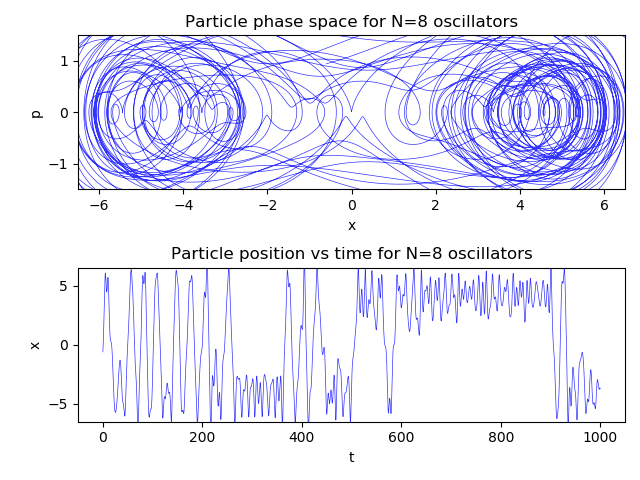 Particle phase space for N=8 oscillators
1
0
−1
p
−6 −4 −2 0 2 4 6
x
Particle position vs time for N=8 oscillators
5
0
−5
x
0 200 400 600 800 1000
t